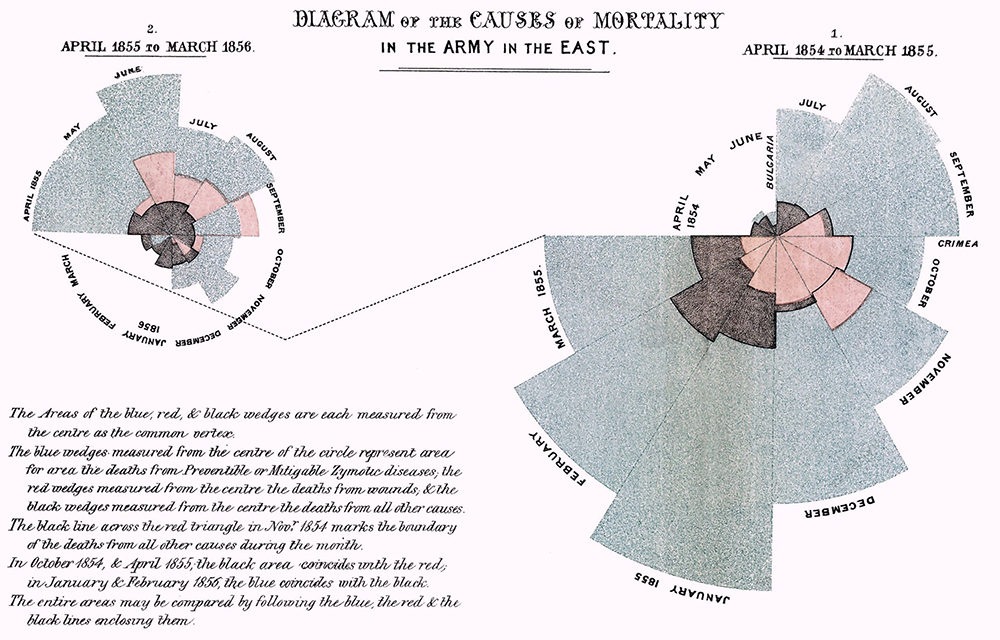 DIAGRAM OF THE CAUSES OF MORTALITY
IN THE ARMY IN THE EAST.
2.
APRIL 1855 TO MARCH 1856.
1.
APRIL 1854 TO MARCH 1855.
APRIL 1855
MAY
JUNE
JULY
AUGUST
SEPTEMBER
OCTOBER
NOVEMBER
DECEMBER
JANUARY
1856
FEBRUARY
MARCH
APRIL
1854
MAY
JUNE
BULGARIA
JULY
AUGUST
SEPTEMBER
CRIMEA
OCTOBER
NOVEMBER
DECEMBER
JANUARY 1855
FEBRUARY
MARCH 1855
The Areas of the blue, red, & black wedges are each measured from
the centre as the common vertex.
The blue wedges measured from the centre of the circle represent area
for area the deaths from Preventible or Mitigable Zymotic diseases; the
red wedges measured from the centre the deaths from wounds; & the
black wedges measured from the centre the deaths from all other causes.
The black line across the red triangle in Novr. 1854 marks the boundary
of the deaths from all other causes during the month.
In October 1854, & April 1855; the black area coincides with the red;
in January & February 1856, the blue coincides with the black.
The entire areas may be compared by following the blue, the red & the
black lines enclosing them.